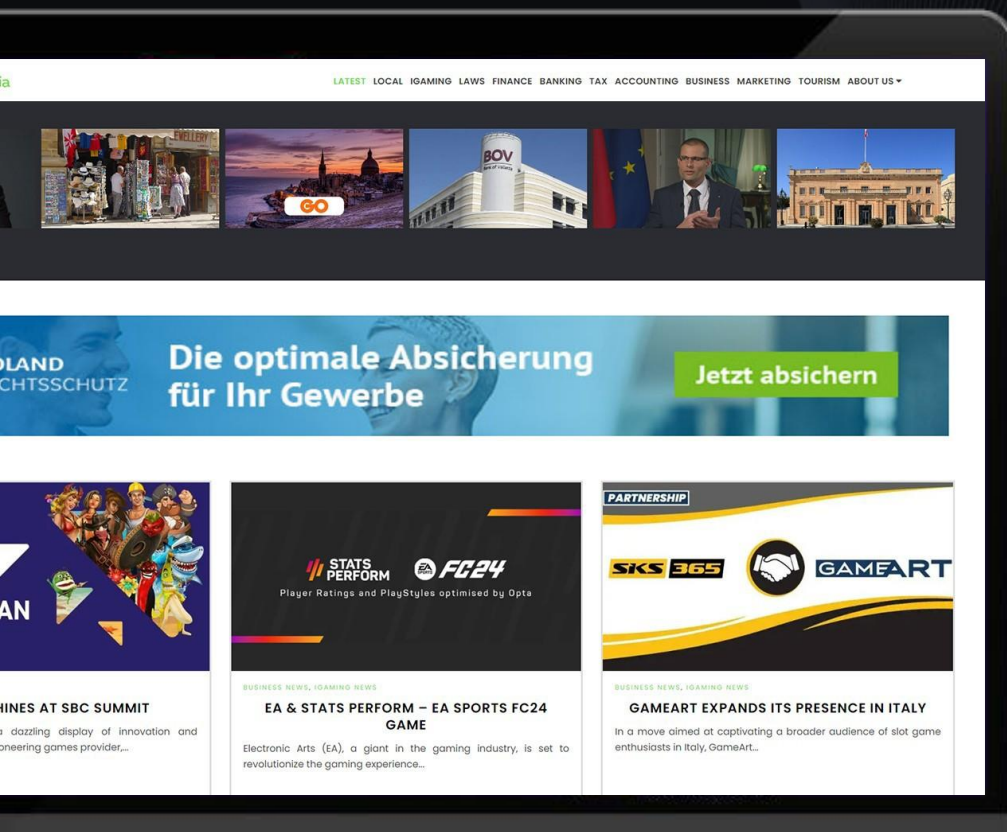 ia
LATEST LOCAL IGAMING LAWS FINANCE BANKING TAX ACCOUNTING BUSINESS MARKETING TOURISM ABOUT US
GO
BOV
OLAND
CHTSSCHUTZ
Die optimale Absicherung
für Ihr Gewerbe
Jetzt absichern
AN
HINES AT SBC SUMMIT
a dazzling display of innovation and
oneering games provider,...
STATS
PERFORM
EA SPORTS FC24
Player Ratings and PlayStyles optimised by Opta
BUSINESS NEWS, IGAMING NEWS
EA & STATS PERFORM – EA SPORTS FC24
GAME
Electronic Arts (EA), a giant in the gaming industry, is set to
revolutionize the gaming experience...
PARTNERSHIP
SKS 365
GAMEART
BUSINESS NEWS, IGAMING NEWS
GAMEART EXPANDS ITS PRESENCE IN ITALY
In a move aimed at captivating a broader audience of slot game
enthusiasts in Italy, GameArt...